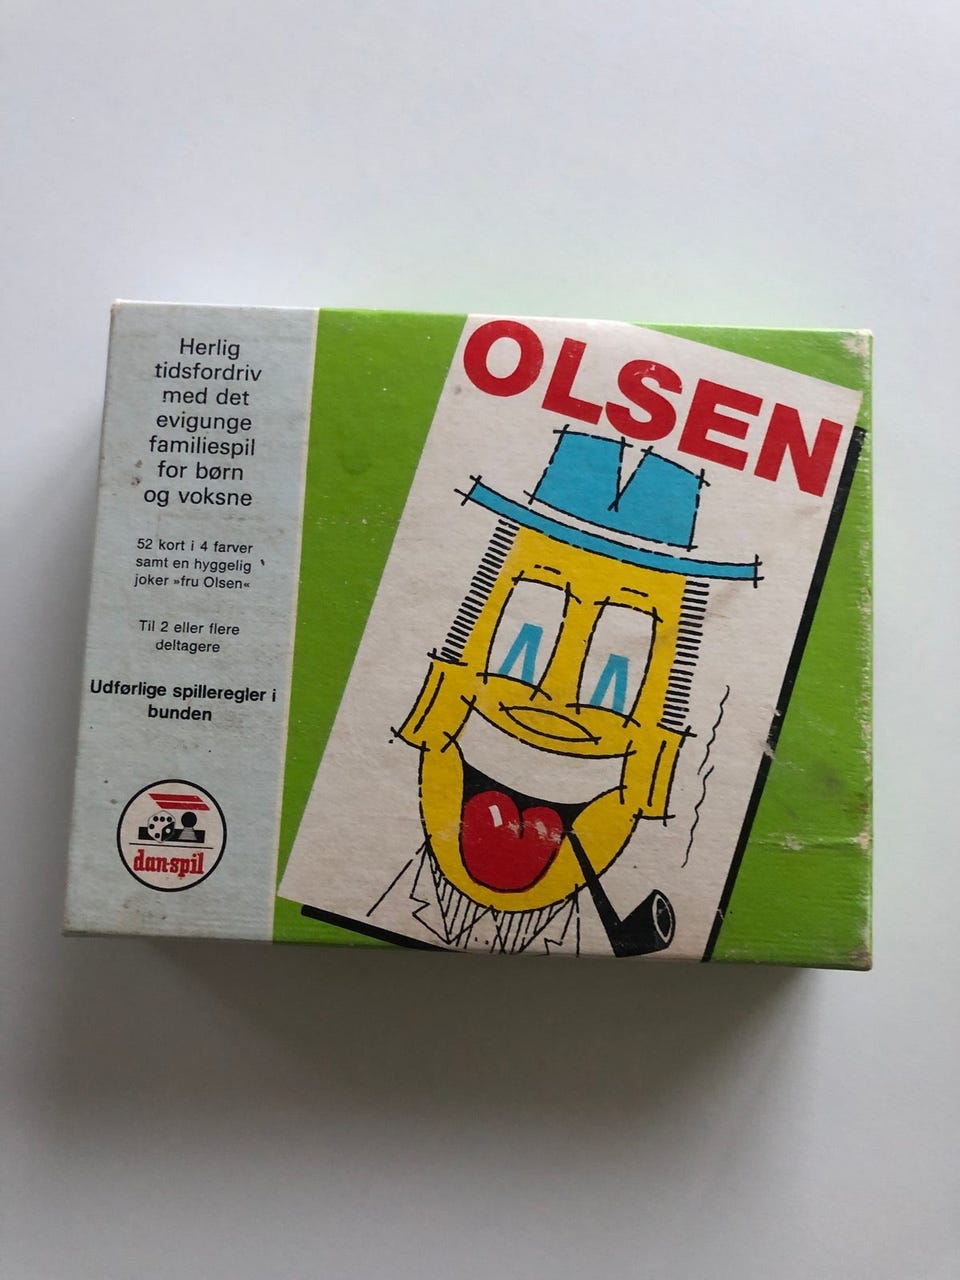 Herlig
tidsfordriv
med det
evigunge
familiespil
for børn
og voksne
52 kort i 4 farver
samt en hyggelig
joker »fru Olsen«
Til 2 eller flere
deltagere
Udførlige spilleregler i
bunden
dan-spil
OLSEN